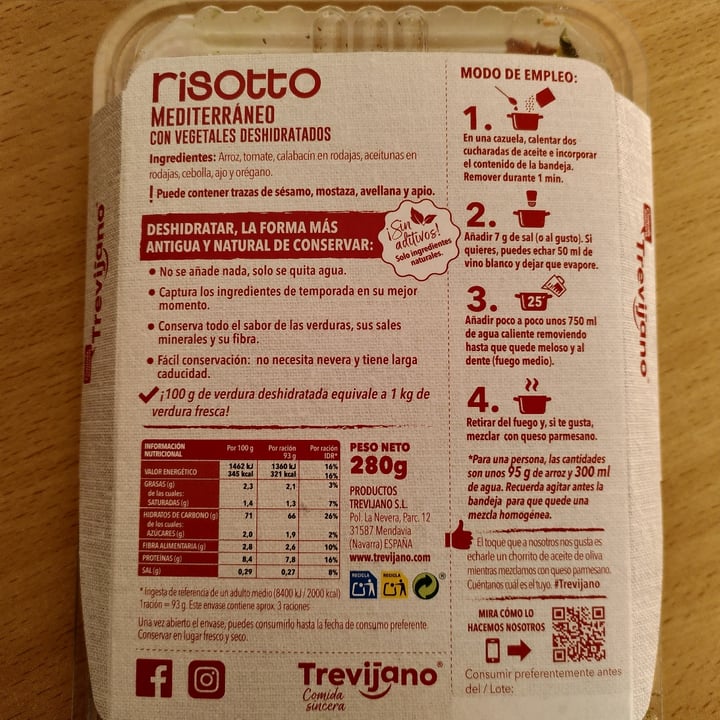 risotto
MEDITERRÁNEO
CON VEGETALES DESHIDRATADOS
Ingredientes: Arroz, tomate, calabacín en rodajas, aceitunas en
rodajas, cebolla, ajo y orégano.
! Puede contener trazas de sésamo, mostaza, avellana y apio.
DESHIDRATAR, LA FORMA MÁS
ANTIGUA Y NATURAL DE CONSERVAR:
¡Sin
aditivos!
Solo ingredientes
naturales.
• No se añade nada, solo se quita agua.
• Captura los ingredientes de temporada en su mejor
momento.
• Conserva todo el sabor de las verduras, sus sales
minerales y su fibra.
• Fácil conservación: no necesita nevera y tiene larga
caducidad.
¡100 g de verdura deshidratada equivale a 1 kg de
verdura fresca!
INFORMACIÓN NUTRICIONAL Por 100 g Por ración 93 g Por ración IDR*
VALOR ENERGÉTICO 1462 kJ 1360 kJ 16%
345 kcal 321 kcal 16%
GRASAS (g) 2,3 2,1 3%
de las cuales:
SATURADAS (g) 1,4 1,3 7%
HIDRATOS DE CARBONO (g) 71 66 26%
de los cuales:
AZÚCARES (g) 2,0 1,9 2%
FIBRA ALIMENTARIA (g) 2,8 2,6 10%
PROTEÍNAS (g) 8,4 7,8 16%
SAL (g) 0,29 0,27 8%
* Ingesta de referencia de un adulto medio (8400 kJ / 2000 kcal)
1 ración = 93 g. Este envase contiene aprox. 3 raciones
Una vez abierto el envase, puedes consumirlo hasta la fecha de consumo preferente.
Conservar en lugar fresco y seco.
PESO NETO
280g
PRODUCTOS
TREVIJANO S.L.
Pol. La Nevera, Parc. 12
31587 Mendavia
(Navarra) ESPAÑA
www.trevijano.com
RECICLA RECICLA
Trevijano®
Comida
sincera
MODO DE EMPLEO:
1.
En una cazuela, calentar dos
cucharadas de aceite e incorporar
el contenido de la bandeja.
Remover durante 1 min.
2.
Añadir 7 g de sal (o al gusto). Si
quieres, puedes echar 50 ml de
vino blanco y dejar que evapore.
3.
25'
Añadir poco a poco unos 750 ml
de agua caliente removiendo
hasta que quede meloso y al
dente (fuego medio).
4.
Retirar del fuego y, si te gusta,
mezclar con queso parmesano.
*Para una persona, las cantidades
son unos 95 g de arroz y 300 ml
de agua. Recuerda agitar antes la
bandeja para que quede una
mezcla homogénea.
El toque que a nosotros nos gusta es
echarle un chorrito de aceite de oliva
mientras mezclamos con queso parmesano.
Cuéntanos cuál es el tuyo. #Trevijano
MIRA CÓMO LO
HACEMOS NOSOTROS
Consumir preferentemente antes
del / Lote:
Trevijano
Trevijano